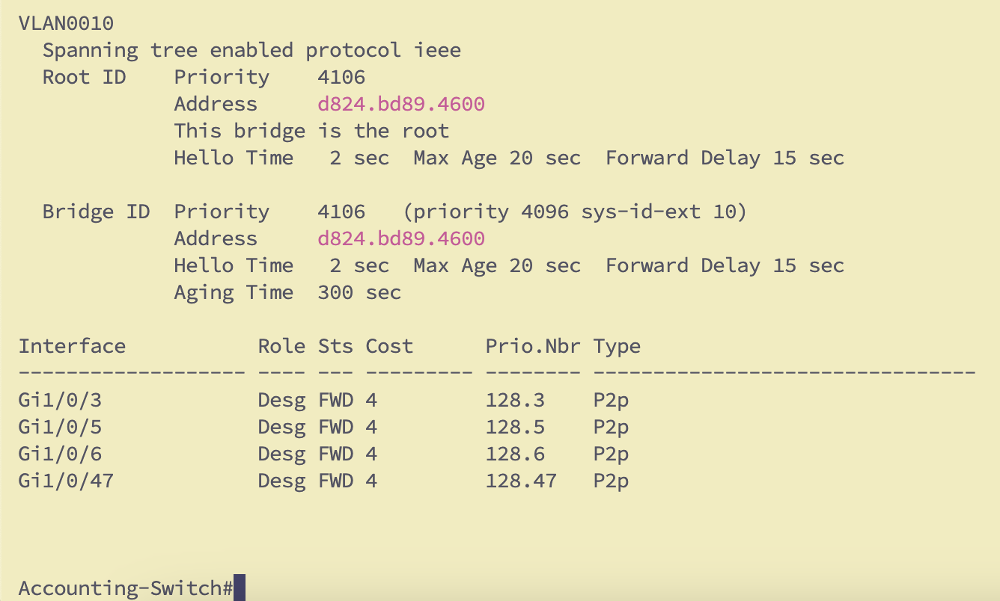 VLAN0010
  Spanning tree enabled protocol ieee
  Root ID    Priority    4106
             Address     d824.bd89.4600
             This bridge is the root
             Hello Time   2 sec  Max Age 20 sec  Forward Delay 15 sec

  Bridge ID  Priority    4106   (priority 4096 sys-id-ext 10)
             Address     d824.bd89.4600
             Hello Time   2 sec  Max Age 20 sec  Forward Delay 15 sec
             Aging Time  300 sec

Interface           Role Sts Cost      Prio.Nbr Type
------------------- ---- --- --------- -------- --------------------------------
Gi1/0/3             Desg FWD 4         128.3    P2p
Gi1/0/5             Desg FWD 4         128.5    P2p
Gi1/0/6             Desg FWD 4         128.6    P2p
Gi1/0/47            Desg FWD 4         128.47   P2p

Accounting-Switch#